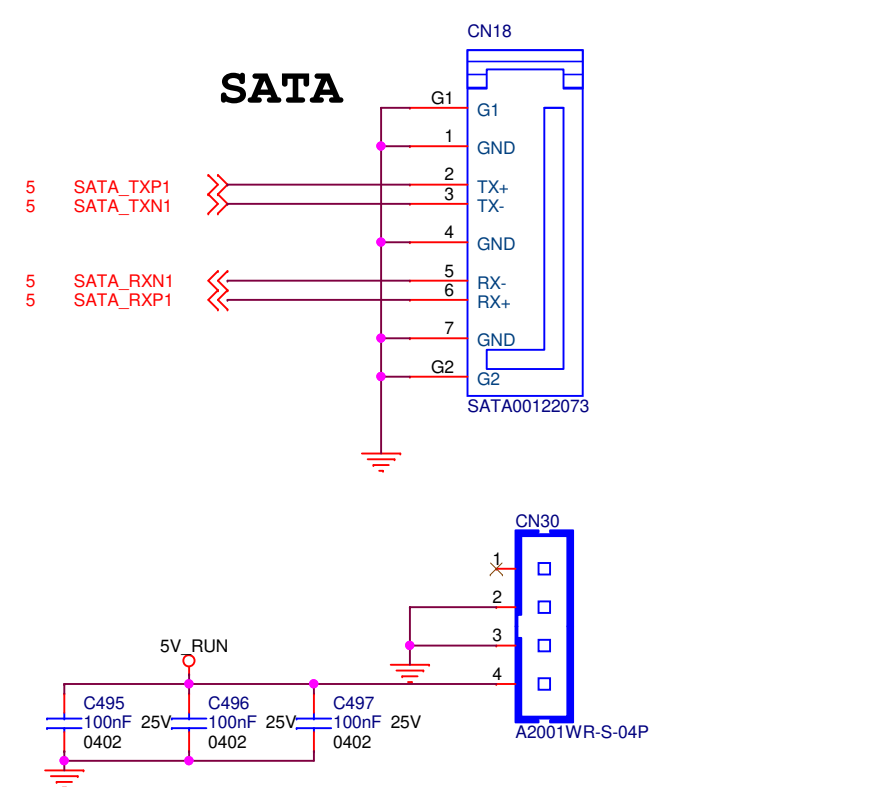 CN18
SATA
G1
G1
1
GND
5 SATA_TXP1
2
TX+
5 SATA_TXN1
3
TX-
4
GND
5 SATA_RXN1
5
RX-
5 SATA_RXP1
6
RX+
7
GND
G2
G2
SATA00122073
CN30
1
2
3
4
5V_RUN
C495
100nF 25V
0402
C496
100nF 25V
0402
C497
100nF 25V
0402
A2001WR-S-04P